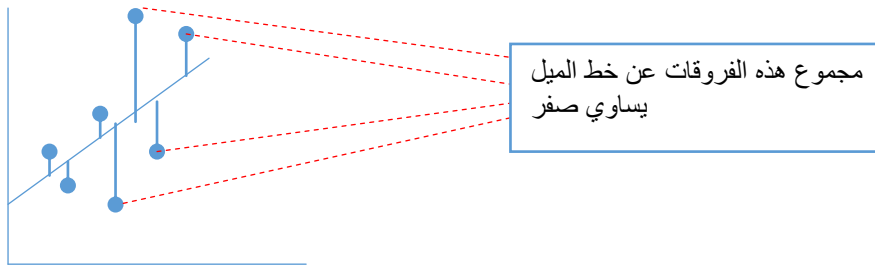 مجموع هذه الفروقات عن خط الميل
يساوي صفر